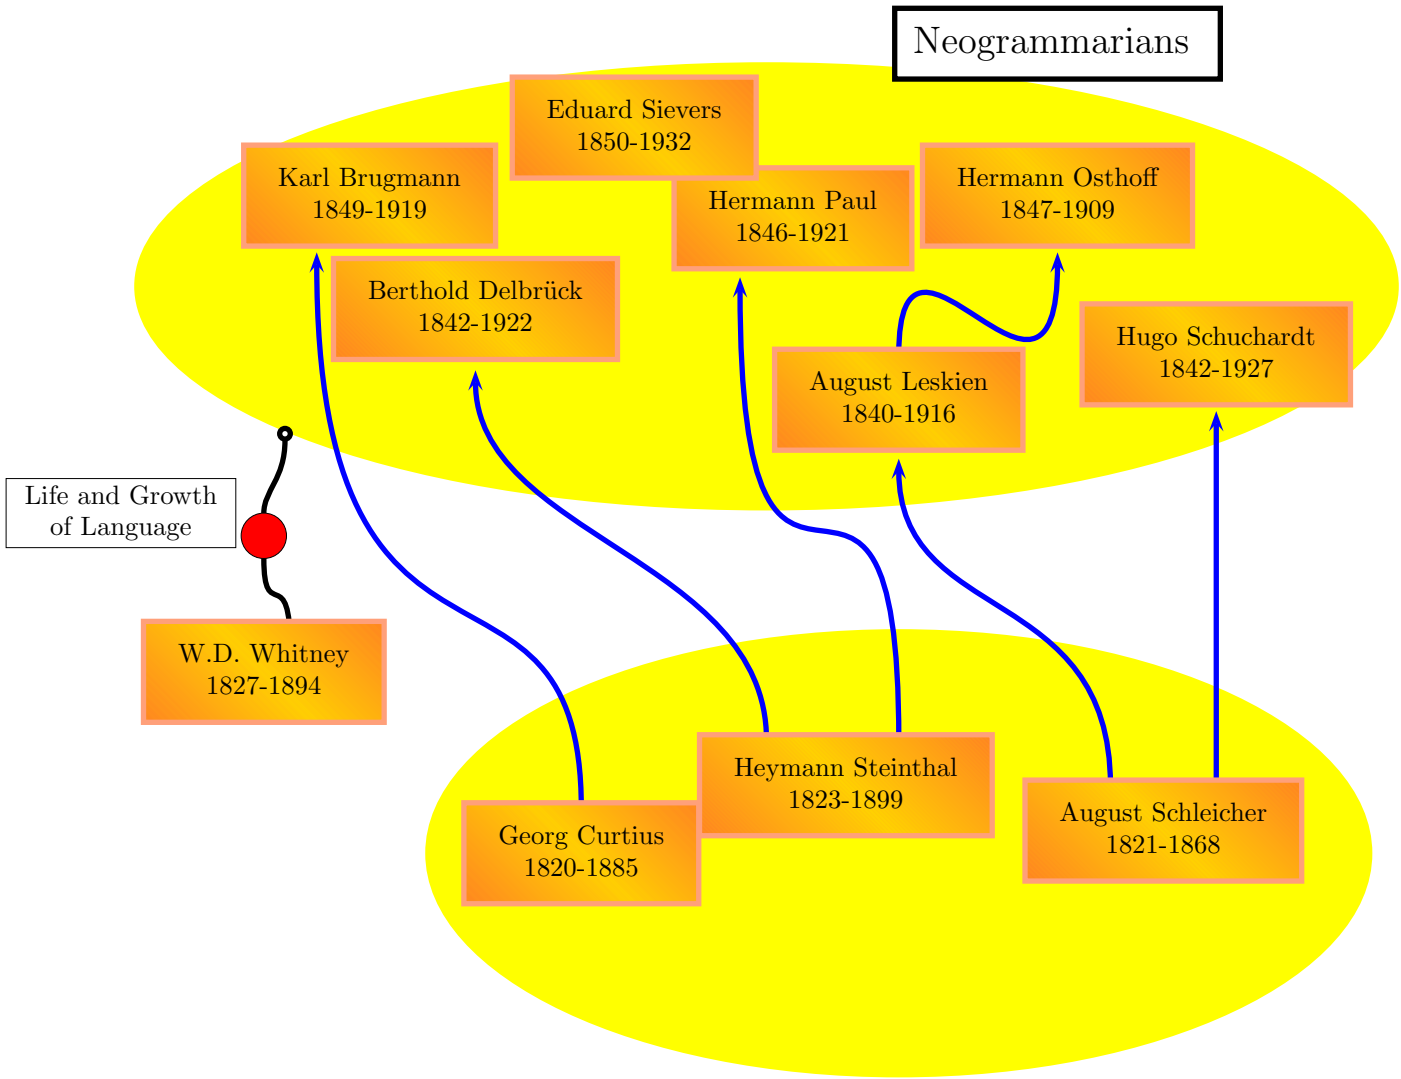 Neogrammarians
Eduard Sievers
1850-1932
Karl Brugmann
1849-1919
Hermann Paul
1846-1921
Hermann Osthoff
1847-1909
Berthold Delbrück
1842-1922
Hugo Schuchardt
1842-1927
August Leskien
1840-1916
Life and Growth
of Language
W.D. Whitney
1827-1894
Heymann Steinthal
1823-1899
Georg Curtius
1820-1885
August Schleicher
1821-1868